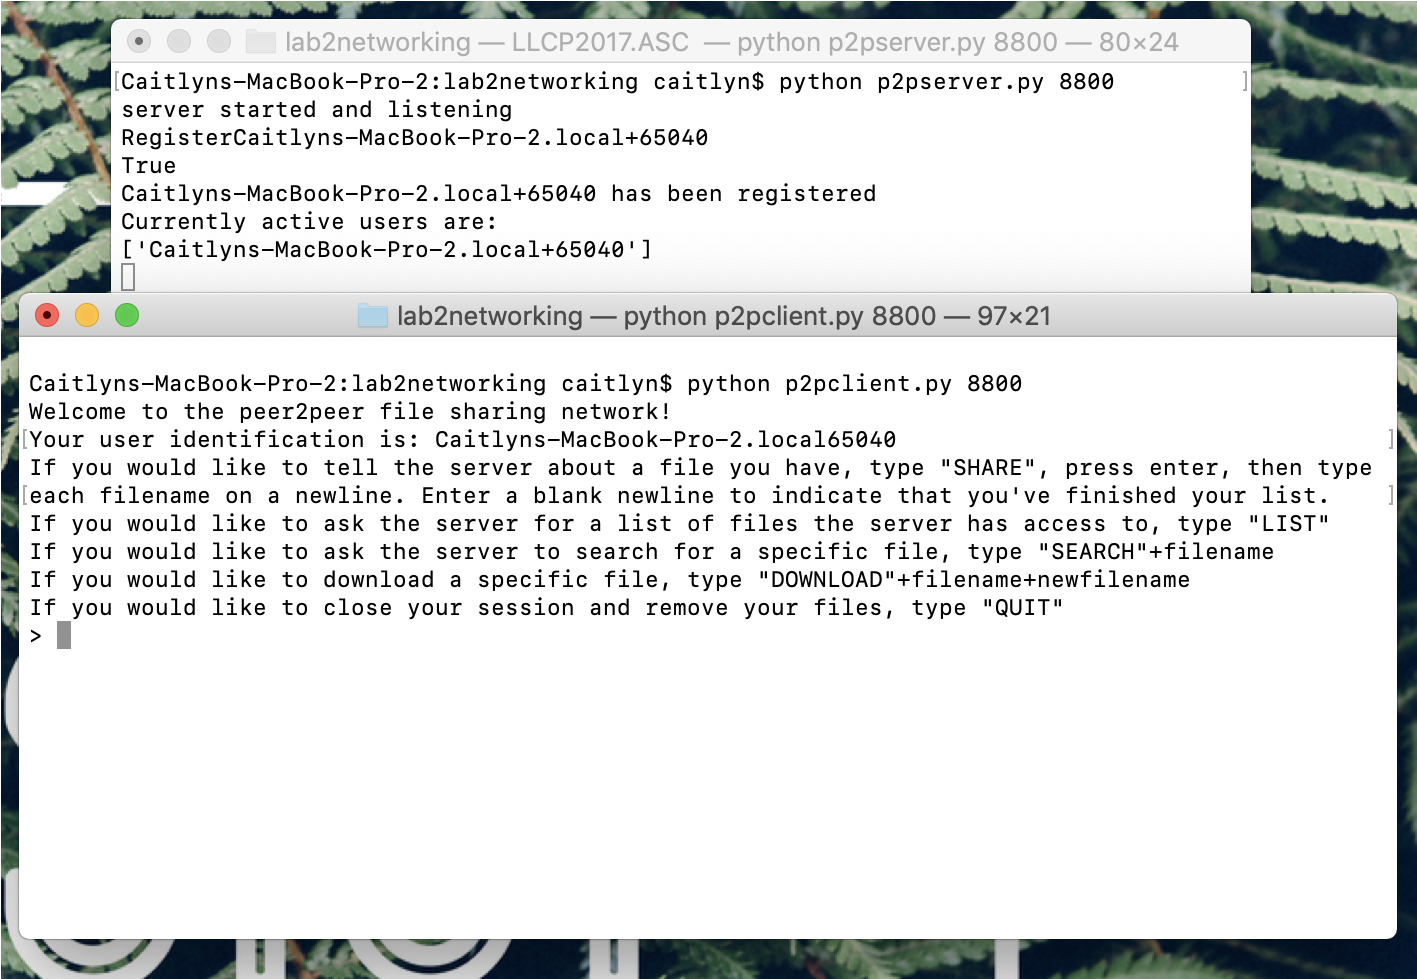 lab2networking — LLCP2017.ASC — python p2pserver.py 8800 — 80×24
[Caitlyns-MacBook-Pro-2:lab2networking caitlyn$ python p2pserver.py 8800 ]
server started and listening
RegisterCaitlyns-MacBook-Pro-2.local+65040
True
Caitlyns-MacBook-Pro-2.local+65040 has been registered
Currently active users are:
['Caitlyns-MacBook-Pro-2.local+65040']
lab2networking — python p2pclient.py 8800 — 97×21
Caitlyns-MacBook-Pro-2:lab2networking caitlyn$ python p2pclient.py 8800
Welcome to the peer2peer file sharing network!
[Your user identification is: Caitlyns-MacBook-Pro-2.local65040 ]
If you would like to tell the server about a file you have, type "SHARE", press enter, then type
[each filename on a newline. Enter a blank newline to indicate that you've finished your list. ]
If you would like to ask the server for a list of files the server has access to, type "LIST"
If you would like to ask the server to search for a specific file, type "SEARCH"+filename
If you would like to download a specific file, type "DOWNLOAD"+filename+newfilename
If you would like to close your session and remove your files, type "QUIT"
>